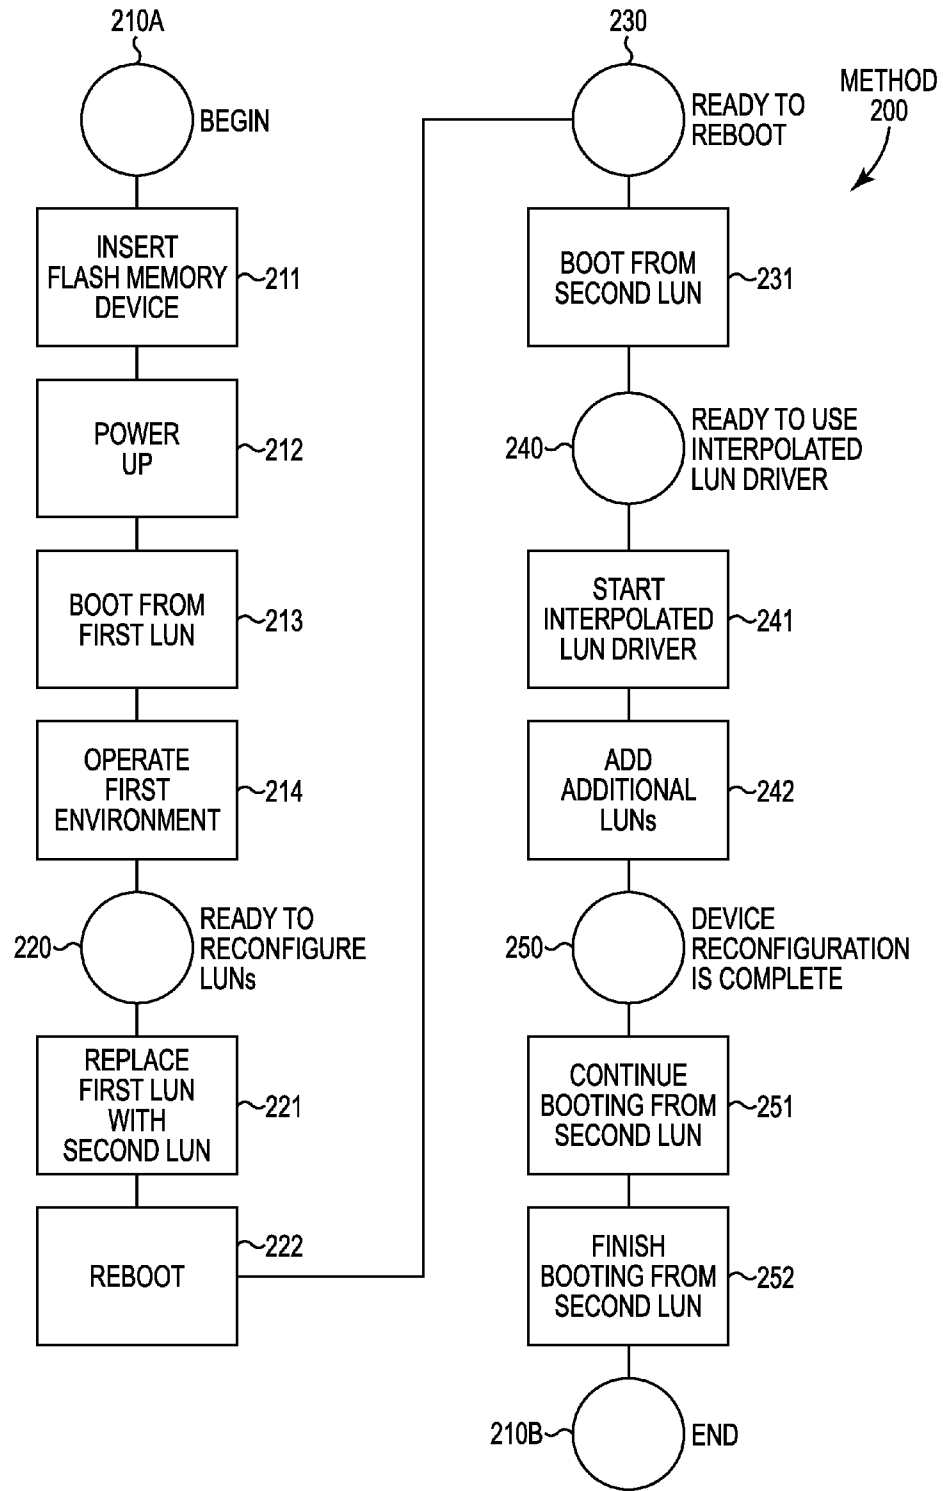 210A
BEGIN
INSERT
FLASH MEMORY
DEVICE
211
POWER
UP
212
BOOT FROM
FIRST LUN
213
OPERATE
FIRST
ENVIRONMENT
214
220
READY TO
RECONFIGURE
LUNs
REPLACE
FIRST LUN
WITH
SECOND LUN
221
REBOOT
222
230
READY TO
REBOOT
METHOD
200
BOOT FROM
SECOND LUN
231
240
READY TO USE
INTERPOLATED
LUN DRIVER
START
INTERPOLATED
LUN DRIVER
241
ADD
ADDITIONAL
LUNs
242
250
DEVICE
RECONFIGURATION
IS COMPLETE
CONTINUE
BOOTING FROM
SECOND LUN
251
FINISH
BOOTING FROM
SECOND LUN
252
210B
END